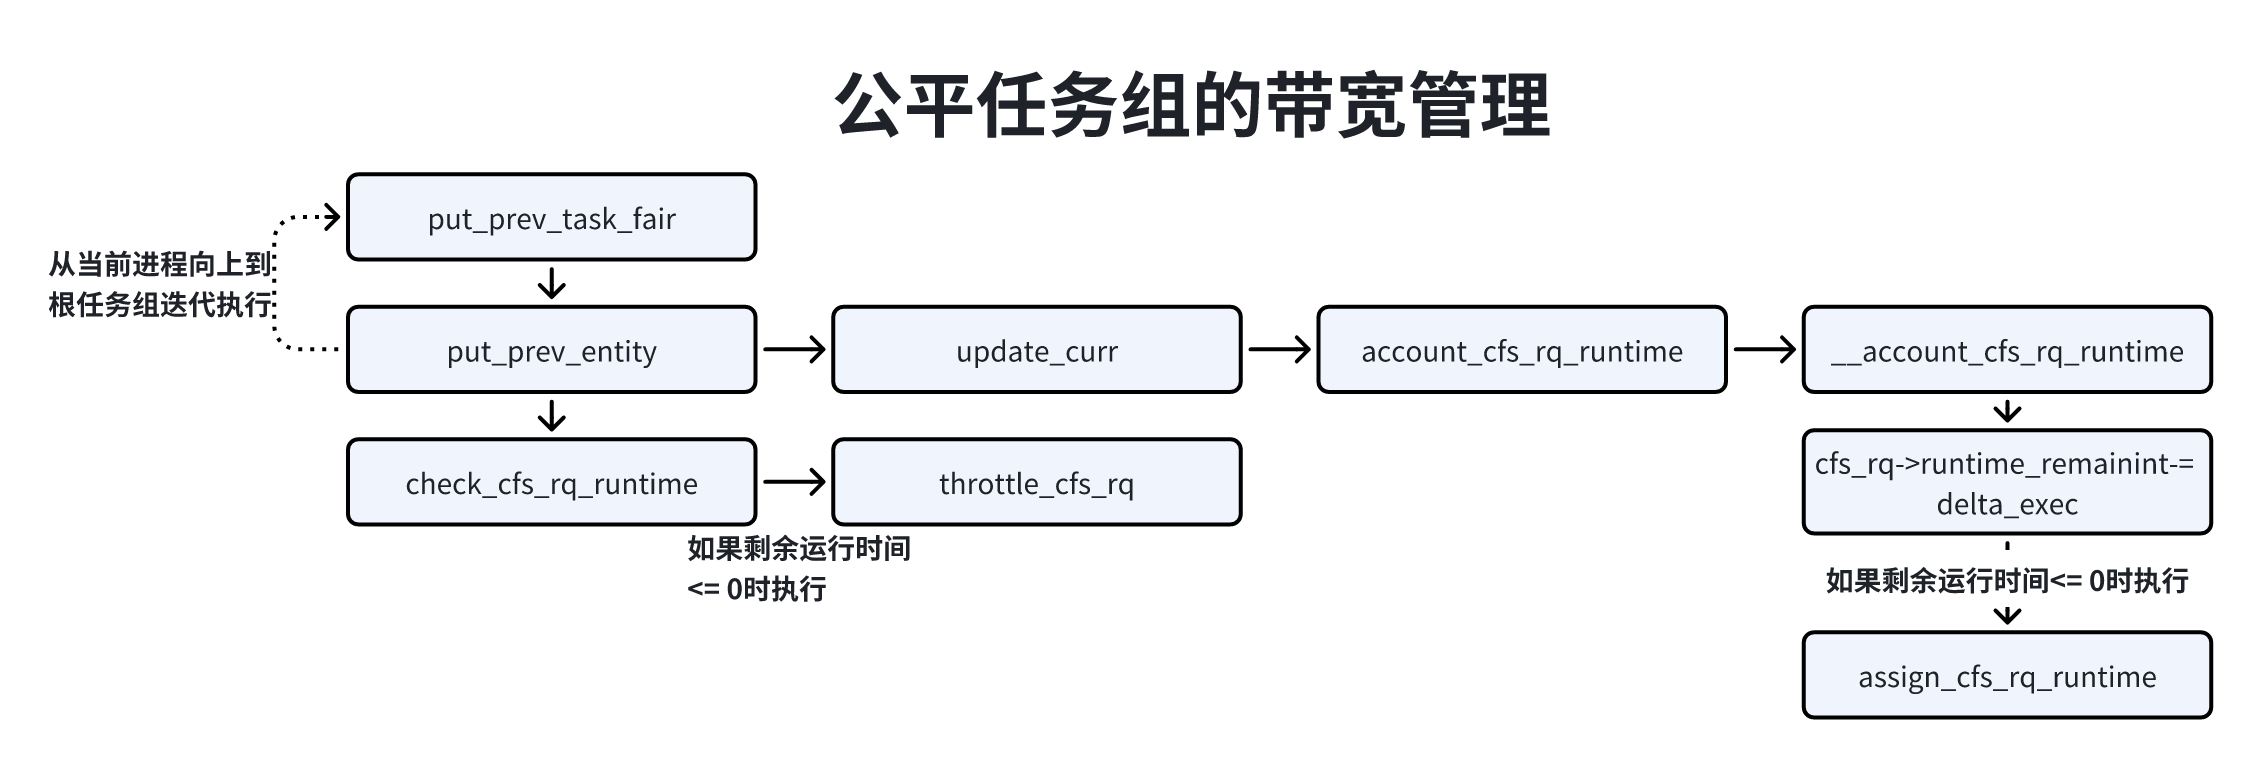 公平任务组的带宽管理
put_prev_task_fair
从当前进程向上到
根任务组迭代执行
put_prev_entity
update_curr
account_cfs_rq_runtime
__account_cfs_rq_runtime
check_cfs_rq_runtime
throttle_cfs_rq
cfs_rq->runtime_remainint-=
delta_exec
如果剩余运行时间
<= 0时执行
如果剩余运行时间<= 0时执行
assign_cfs_rq_runtime